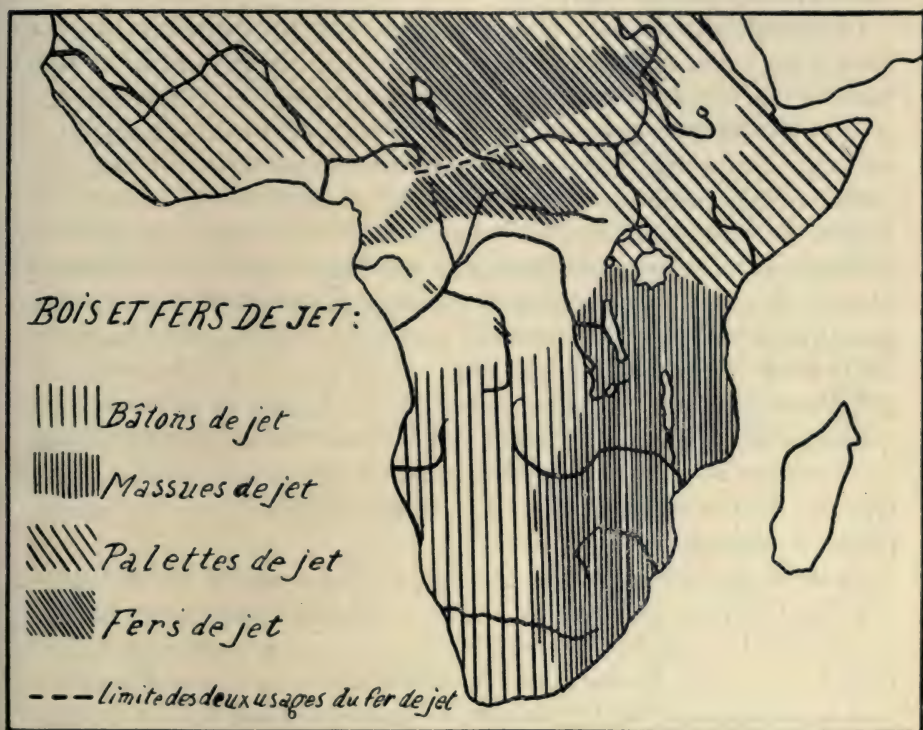 BOIS ET FERS DE JET:
Bâtons de jet
Massues de jet
Palettes de jet
Fers de jet
limite des deux usages du fer de jet